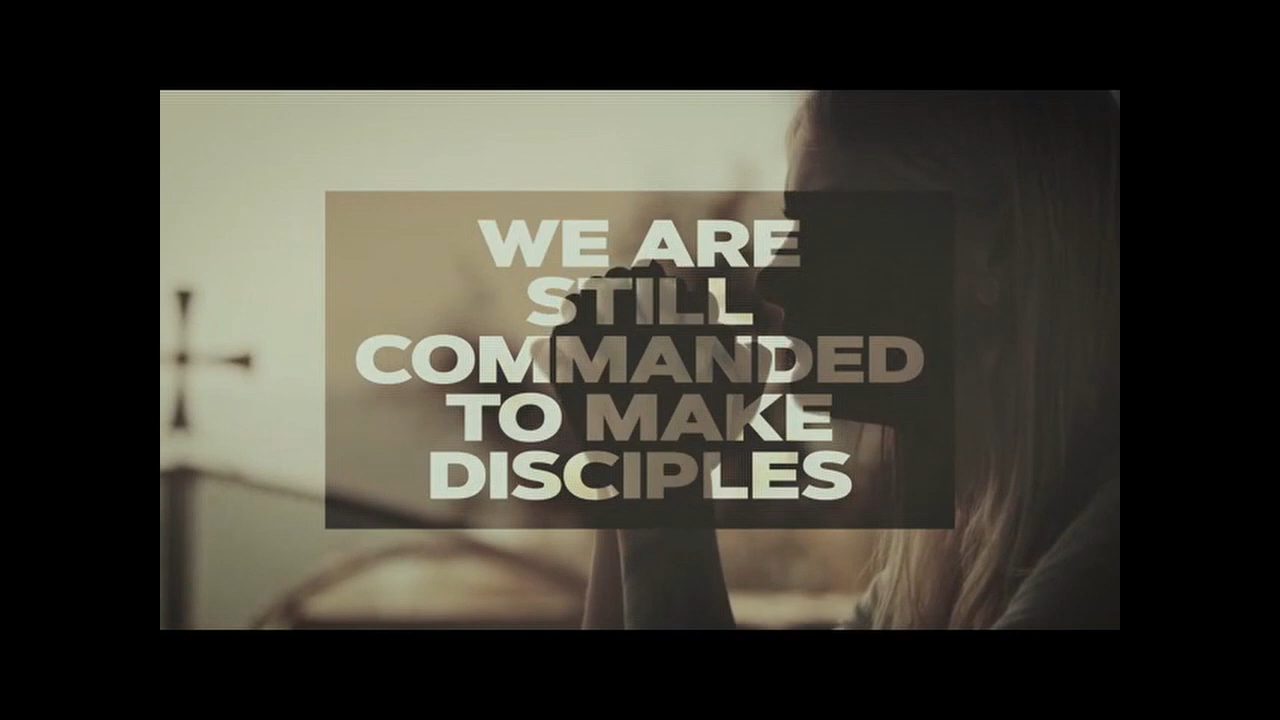 WE ARE
STILL
COMMANDED
TO MAKE
DISCIPLES